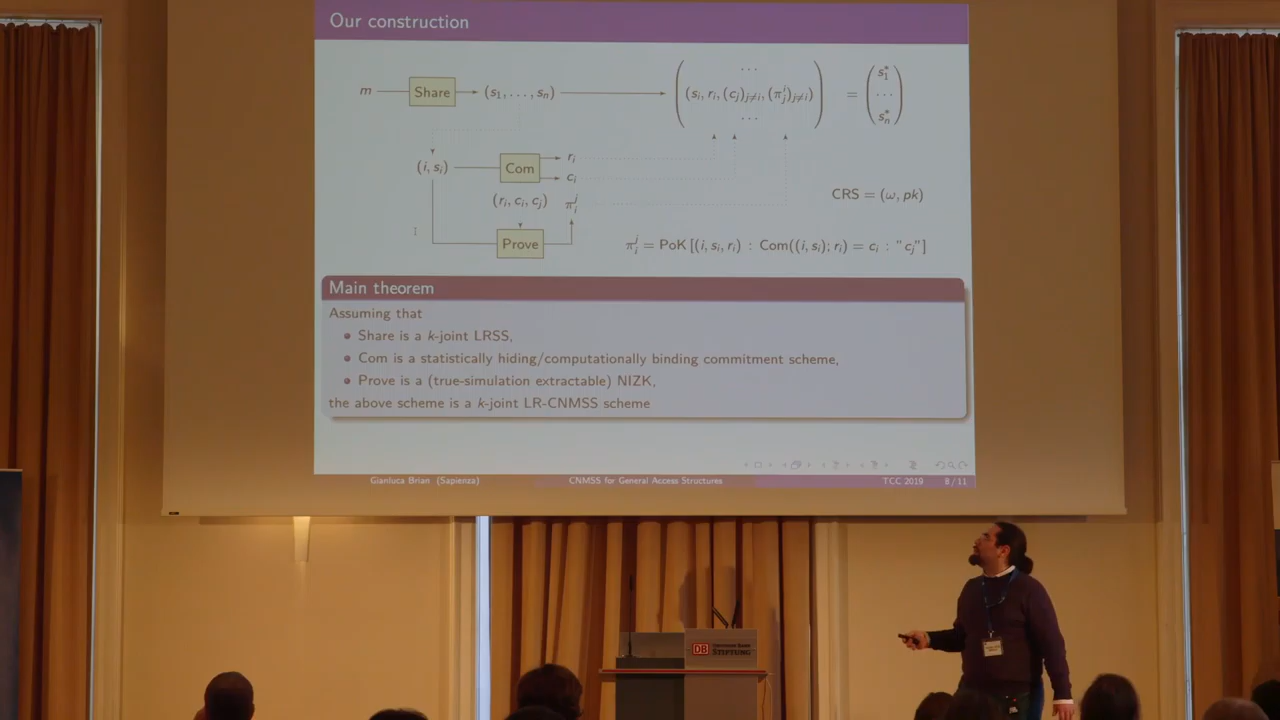 Our construction
m Share (s₁, . . . , sₙ) ( · · · (sᵢ, rᵢ, (cⱼ)ⱼ≠ᵢ, (πⱼⁱ)ⱼ≠ᵢ) · · · ) = ( s₁* · · · sₙ* )
(i, sᵢ) Com rᵢ
cᵢ
CRS = (ω, pk)
(rᵢ, cᵢ, cⱼ) πᵢʲ
Prove πᵢʲ = PoK [(i, sᵢ, rᵢ) : Com((i, sᵢ); rᵢ) = cᵢ : "cⱼ"]
Main theorem
Assuming that
• Share is a k-joint LRSS,
• Com is a statistically hiding/computationally binding commitment scheme,
• Prove is a (true-simulation extractable) NIZK,
the above scheme is a k-joint LR-CNMSS scheme
Gianluca Brian (Sapienza) CNMSS for General Access Structures TCC 2019 8 / 11
DB STIFTUNG